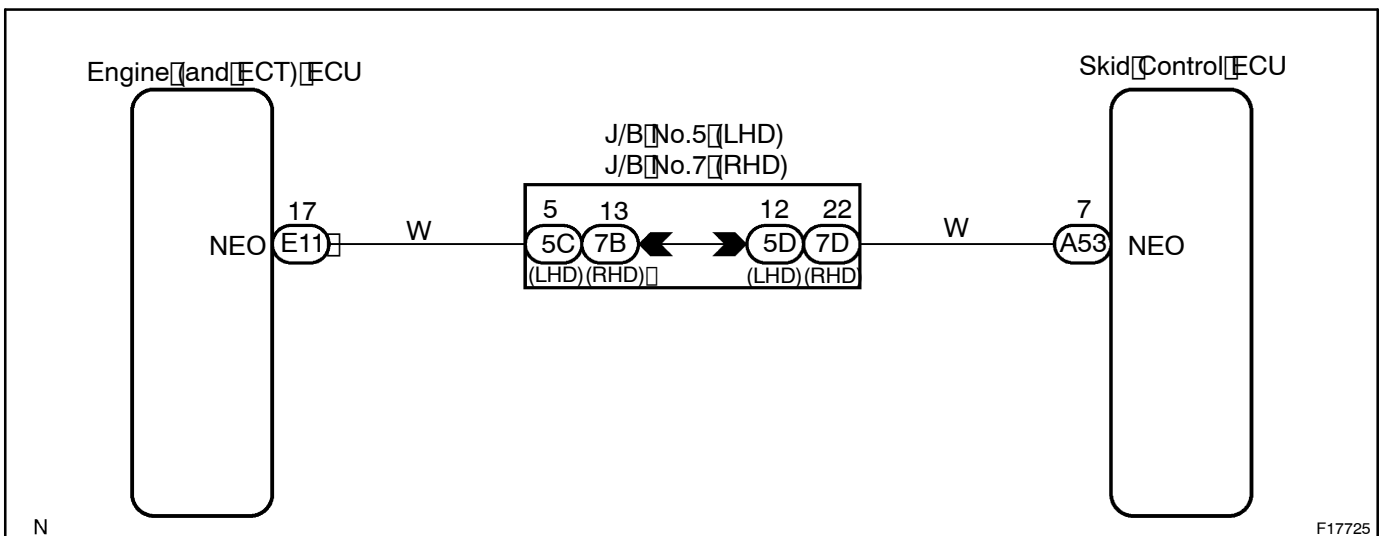 Engine (and ECT) ECU
Skid Control ECU
J/B No.5 (LHD)
J/B No.7 (RHD)
17
5 13
12 22
7
NEO E11
W
5C 7B
5D 7D
W
A53 NEO
(LHD) (RHD)
(LHD) (RHD
N
F17725